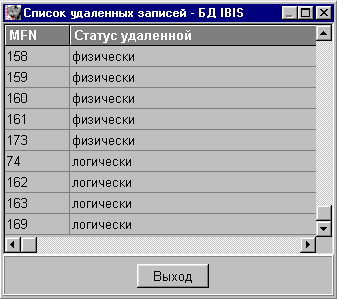 Список удаленных записей - БД IBIS
MFN Статус удаленной
158 физически
159 физически
160 физически
161 физически
173 физически
74 логически
162 логически
163 логически
169 логически
Выход